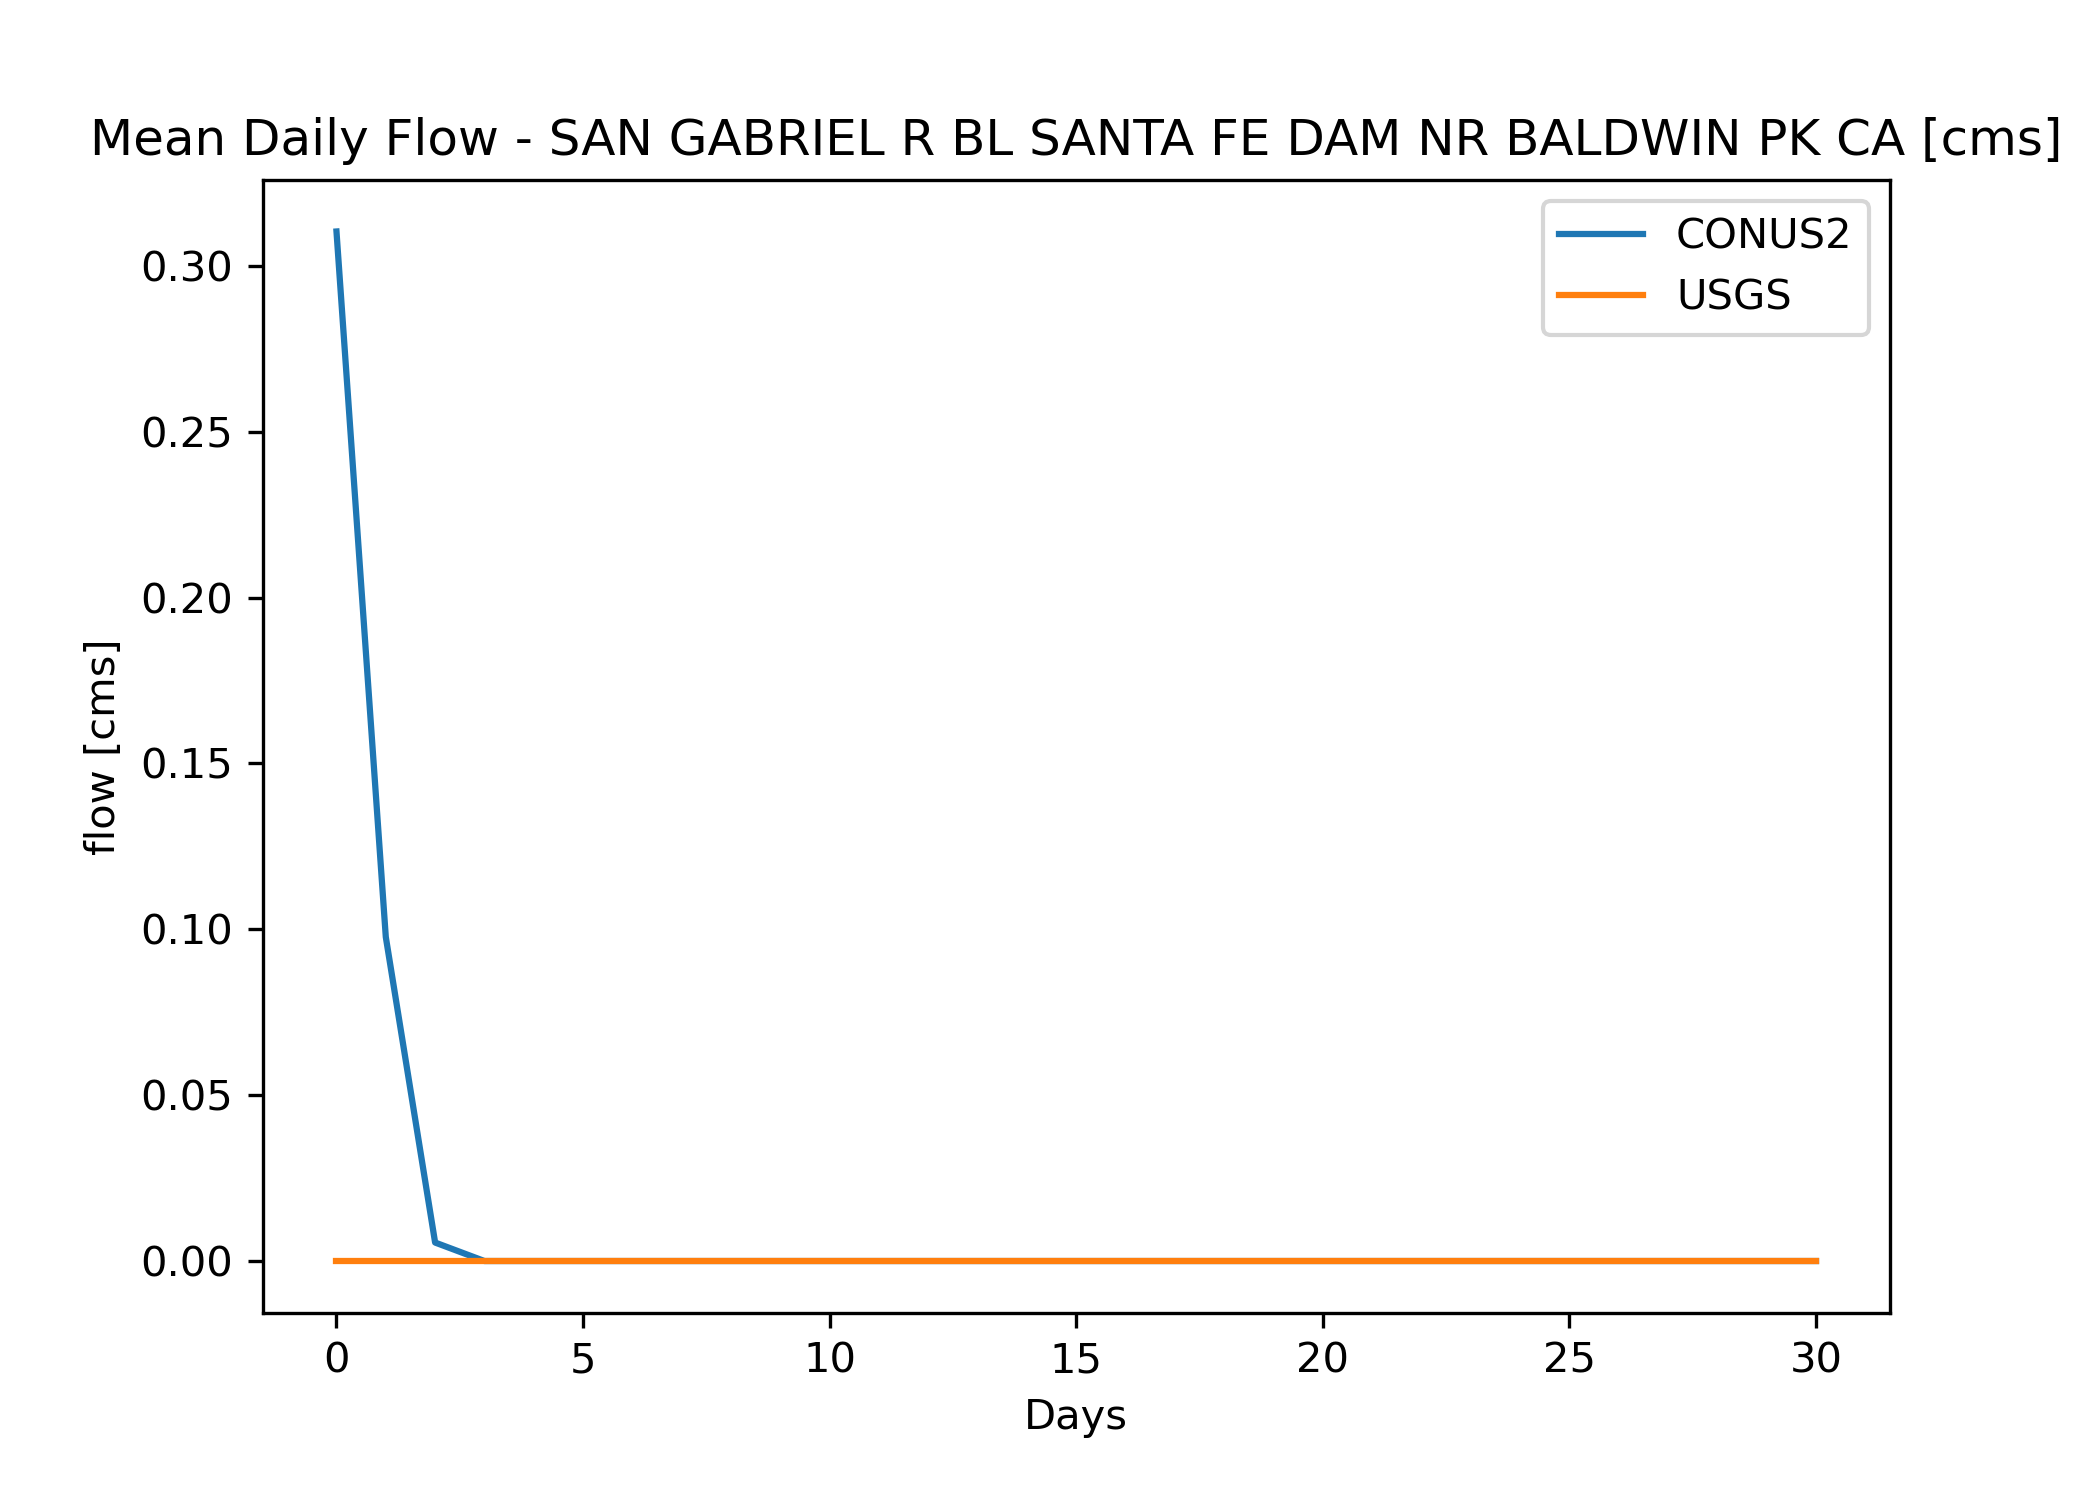 Mean Daily Flow - SAN GABRIEL R BL SANTA FE DAM NR BALDWIN PK CA [cms]
CONUS2
USGS
flow [cms]
0.30
0.25
0.20
0.15
0.10
0.05
0.00
0 5 10 15 20 25 30
Days